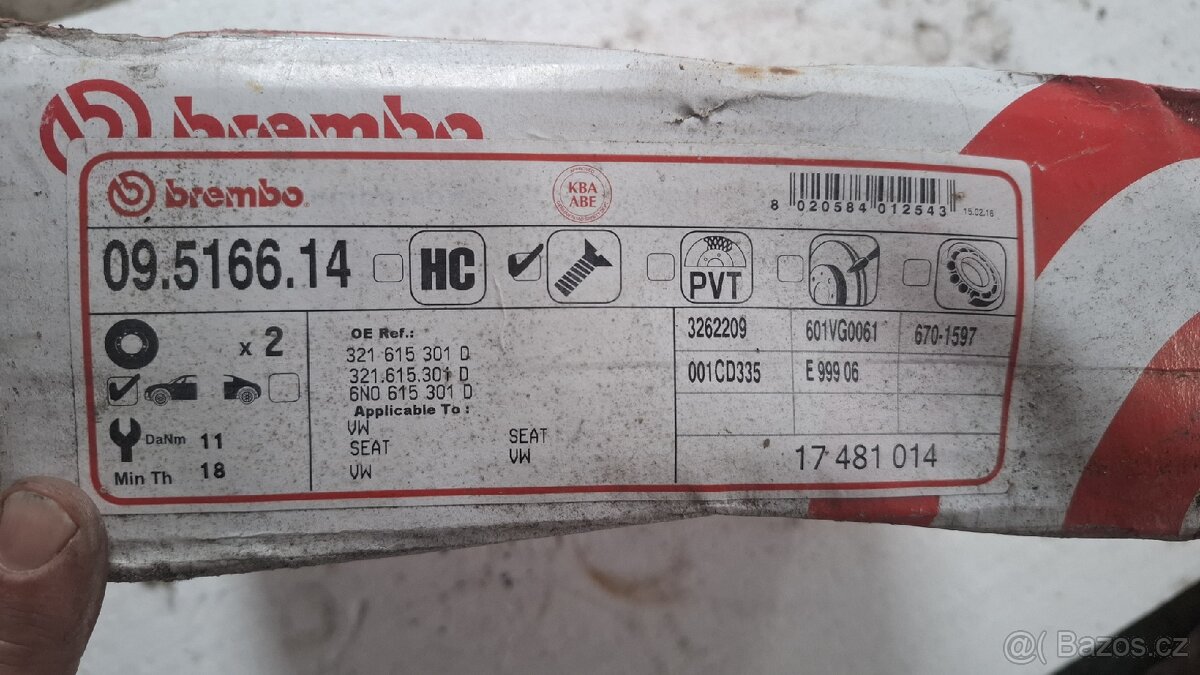 brembo
brembo
KBA
ABE
8 020584 012543
15.02.16
09.5166.14
HC
PVT
x 2
OE Ref.:
321 615 301 D
321.615.301 D
6N0 615 301 D
Applicable To :
VW
SEAT
SEAT
VW
VW
3262209
601VG0061
670-1597
001CD335
E 999 06
17 481 014
DaNm 11
Min Th 18
@( Bazos.cz